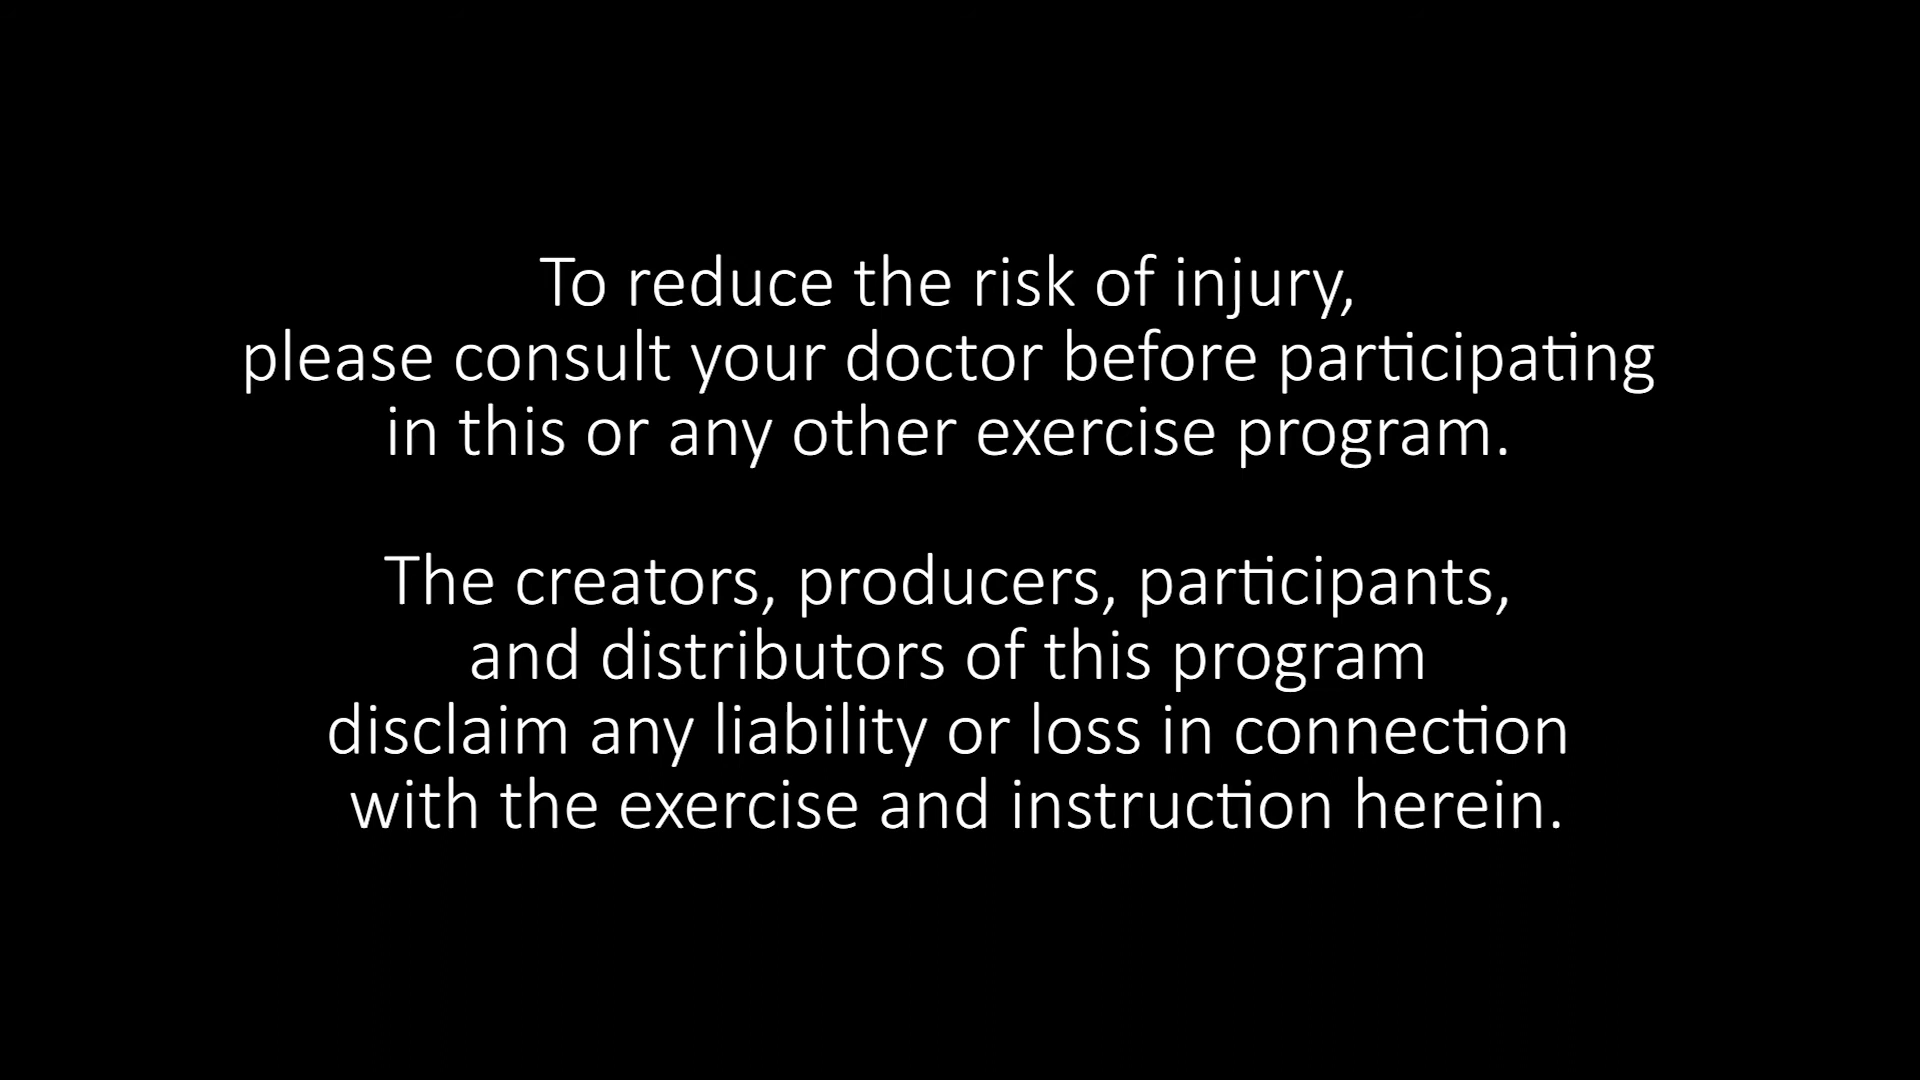 To reduce the risk of injury,
please consult your doctor before participating
in this or any other exercise program.
The creators, producers, participants,
and distributors of this program
disclaim any liability or loss in connection
with the exercise and instruction herein.